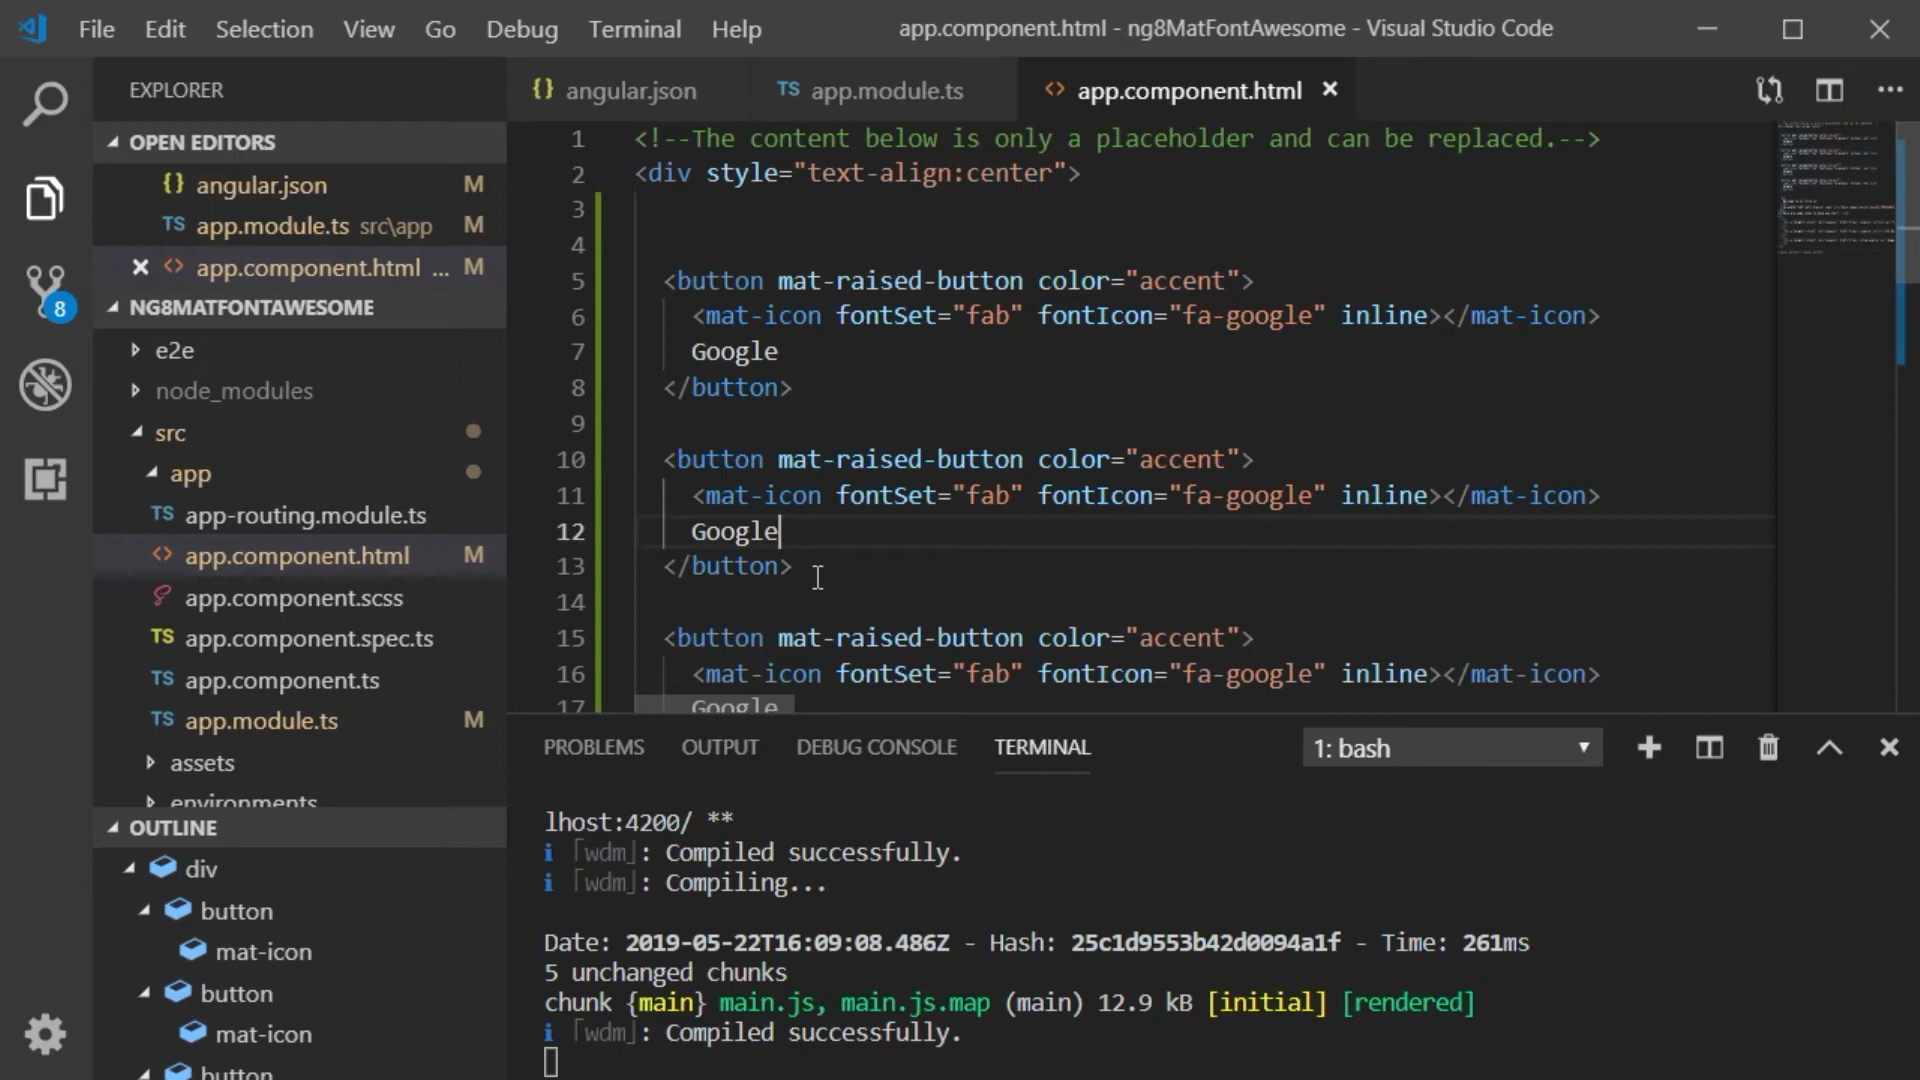 File Edit Selection View Go Debug Terminal Help app.component.html - ng8MatFontAwesome - Visual Studio Code
EXPLORER
OPEN EDITORS
{} angular.json M
TS app.module.ts src\app M
<> app.component.html ... M
NG8MATFONTAWESOME
e2e
node_modules
src
app
TS app-routing.module.ts
<> app.component.html M
app.component.scss
TS app.component.spec.ts
TS app.component.ts
TS app.module.ts M
assets
environments
OUTLINE
div
button
mat-icon
button
mat-icon
button
8
{} angular.json TS app.module.ts <> app.component.html
1 <!--The content below is only a placeholder and can be replaced.-->
2 <div style="text-align:center">
3
4
5 <button mat-raised-button color="accent">
6 <mat-icon fontSet="fab" fontIcon="fa-google" inline></mat-icon>
7 Google
8 </button>
9
10 <button mat-raised-button color="accent">
11 <mat-icon fontSet="fab" fontIcon="fa-google" inline></mat-icon>
12 Google
13 </button>
14
15 <button mat-raised-button color="accent">
16 <mat-icon fontSet="fab" fontIcon="fa-google" inline></mat-icon>
17 Google
PROBLEMS OUTPUT DEBUG CONSOLE TERMINAL 1: bash
lhost:4200/ **
i ｢wdm｣: Compiled successfully.
i ｢wdm｣: Compiling...
Date: 2019-05-22T16:09:08.486Z - Hash: 25c1d9553b42d0094a1f - Time: 261ms
5 unchanged chunks
chunk {main} main.js, main.js.map (main) 12.9 kB [initial] [rendered]
i ｢wdm｣: Compiled successfully.